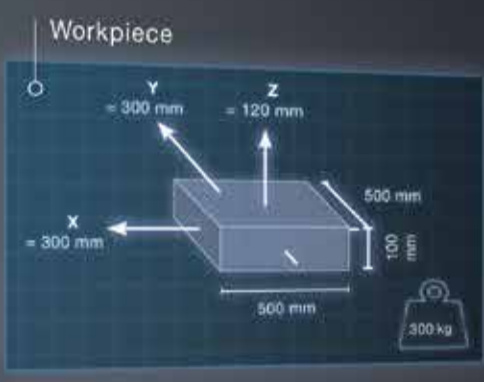 Workpiece
Y
= 300 mm
Z
= 120 mm
X
= 300 mm
500 mm
100 mm
500 mm
300 kg